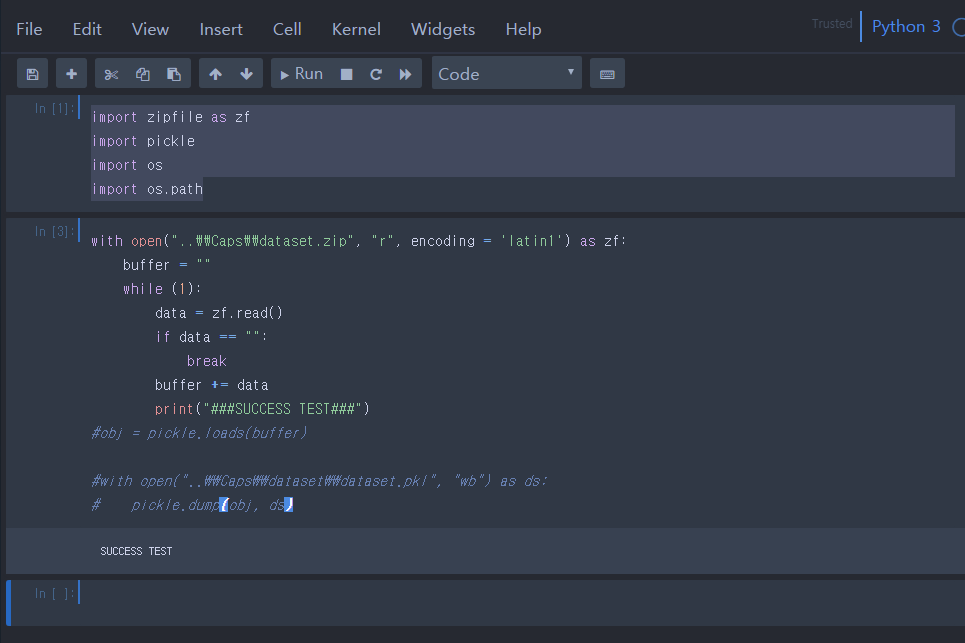 File Edit View Insert Cell Kernel Widgets Help Trusted Python 3
Run Code
In [1]:
import zipfile as zf
import pickle
import os
import os.path
In [3]:
with open("..₩₩Caps₩₩dataset.zip", "r", encoding = 'latin1') as zf:
buffer = ""
while (1):
data = zf.read()
if data == "":
break
buffer += data
print("###SUCCESS TEST###")
#obj = pickle.loads(buffer)
#with open("..₩₩Caps₩₩dataset₩₩dataset.pkl", "wb") as ds:
# pickle.dump(obj, ds)
SUCCESS TEST
In [ ]: